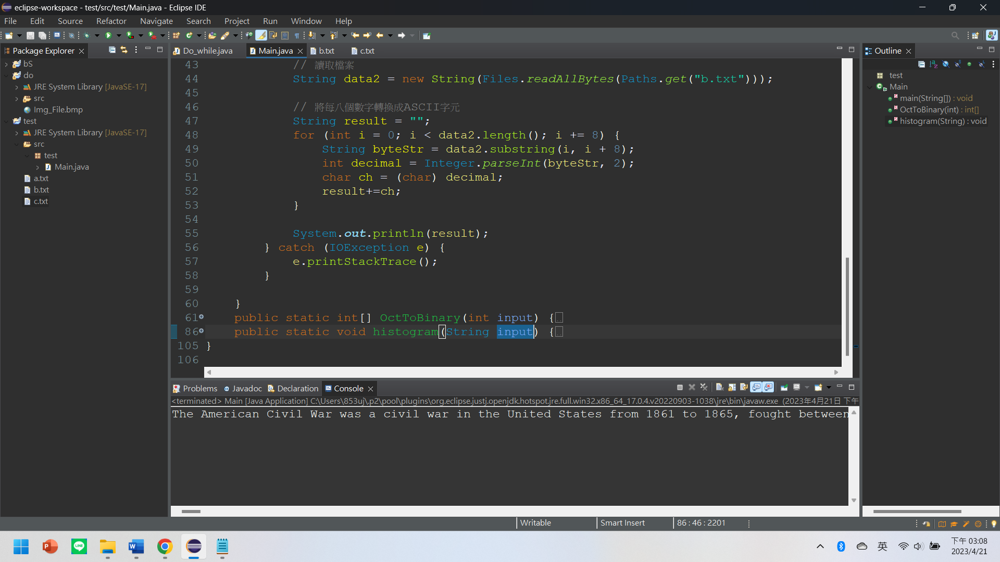 eclipse-workspace - test/src/test/Main.java - Eclipse IDE
File Edit Source Refactor Navigate Search Project Run Window Help
Package Explorer
bS
do
JRE System Library [JavaSE-17]
src
Img_File.bmp
test
JRE System Library [JavaSE-17]
src
test
Main.java
a.txt
b.txt
c.txt
Do_while.java Main.java b.txt c.txt
43 // 讀取檔案
44 String data2 = new String(Files.readAllBytes(Paths.get("b.txt")));
45
46 // 將每八個數字轉換成ASCII字元
47 String result = "";
48 for (int i = 0; i < data2.length(); i += 8) {
49 String byteStr = data2.substring(i, i + 8);
50 int decimal = Integer.parseInt(byteStr, 2);
51 char ch = (char) decimal;
52 result+=ch;
53 }
54
55 System.out.println(result);
56 } catch (IOException e) {
57 e.printStackTrace();
58 }
59
60 }
61 public static int[] OctToBinary(int input) {
86 public static void histogram(String input) {
105 }
106
Outline
test
Main
main(String[]) : void
OctToBinary(int) : int[]
histogram(String) : void
Problems Javadoc Declaration Console
<terminated> Main [Java Application] C:\Users\853uj\.p2\pool\plugins\org.eclipse.justj.openjdk.hotspot.jre.full.win32.x86_64_17.0.4.v20220903-1038\jre\bin\javaw.exe (2023年4月21日 下午
The American Civil War was a civil war in the United States from 1861 to 1865, fought between
Writable Smart Insert 86 : 46 : 2201
英
下午 03:08
2023/4/21